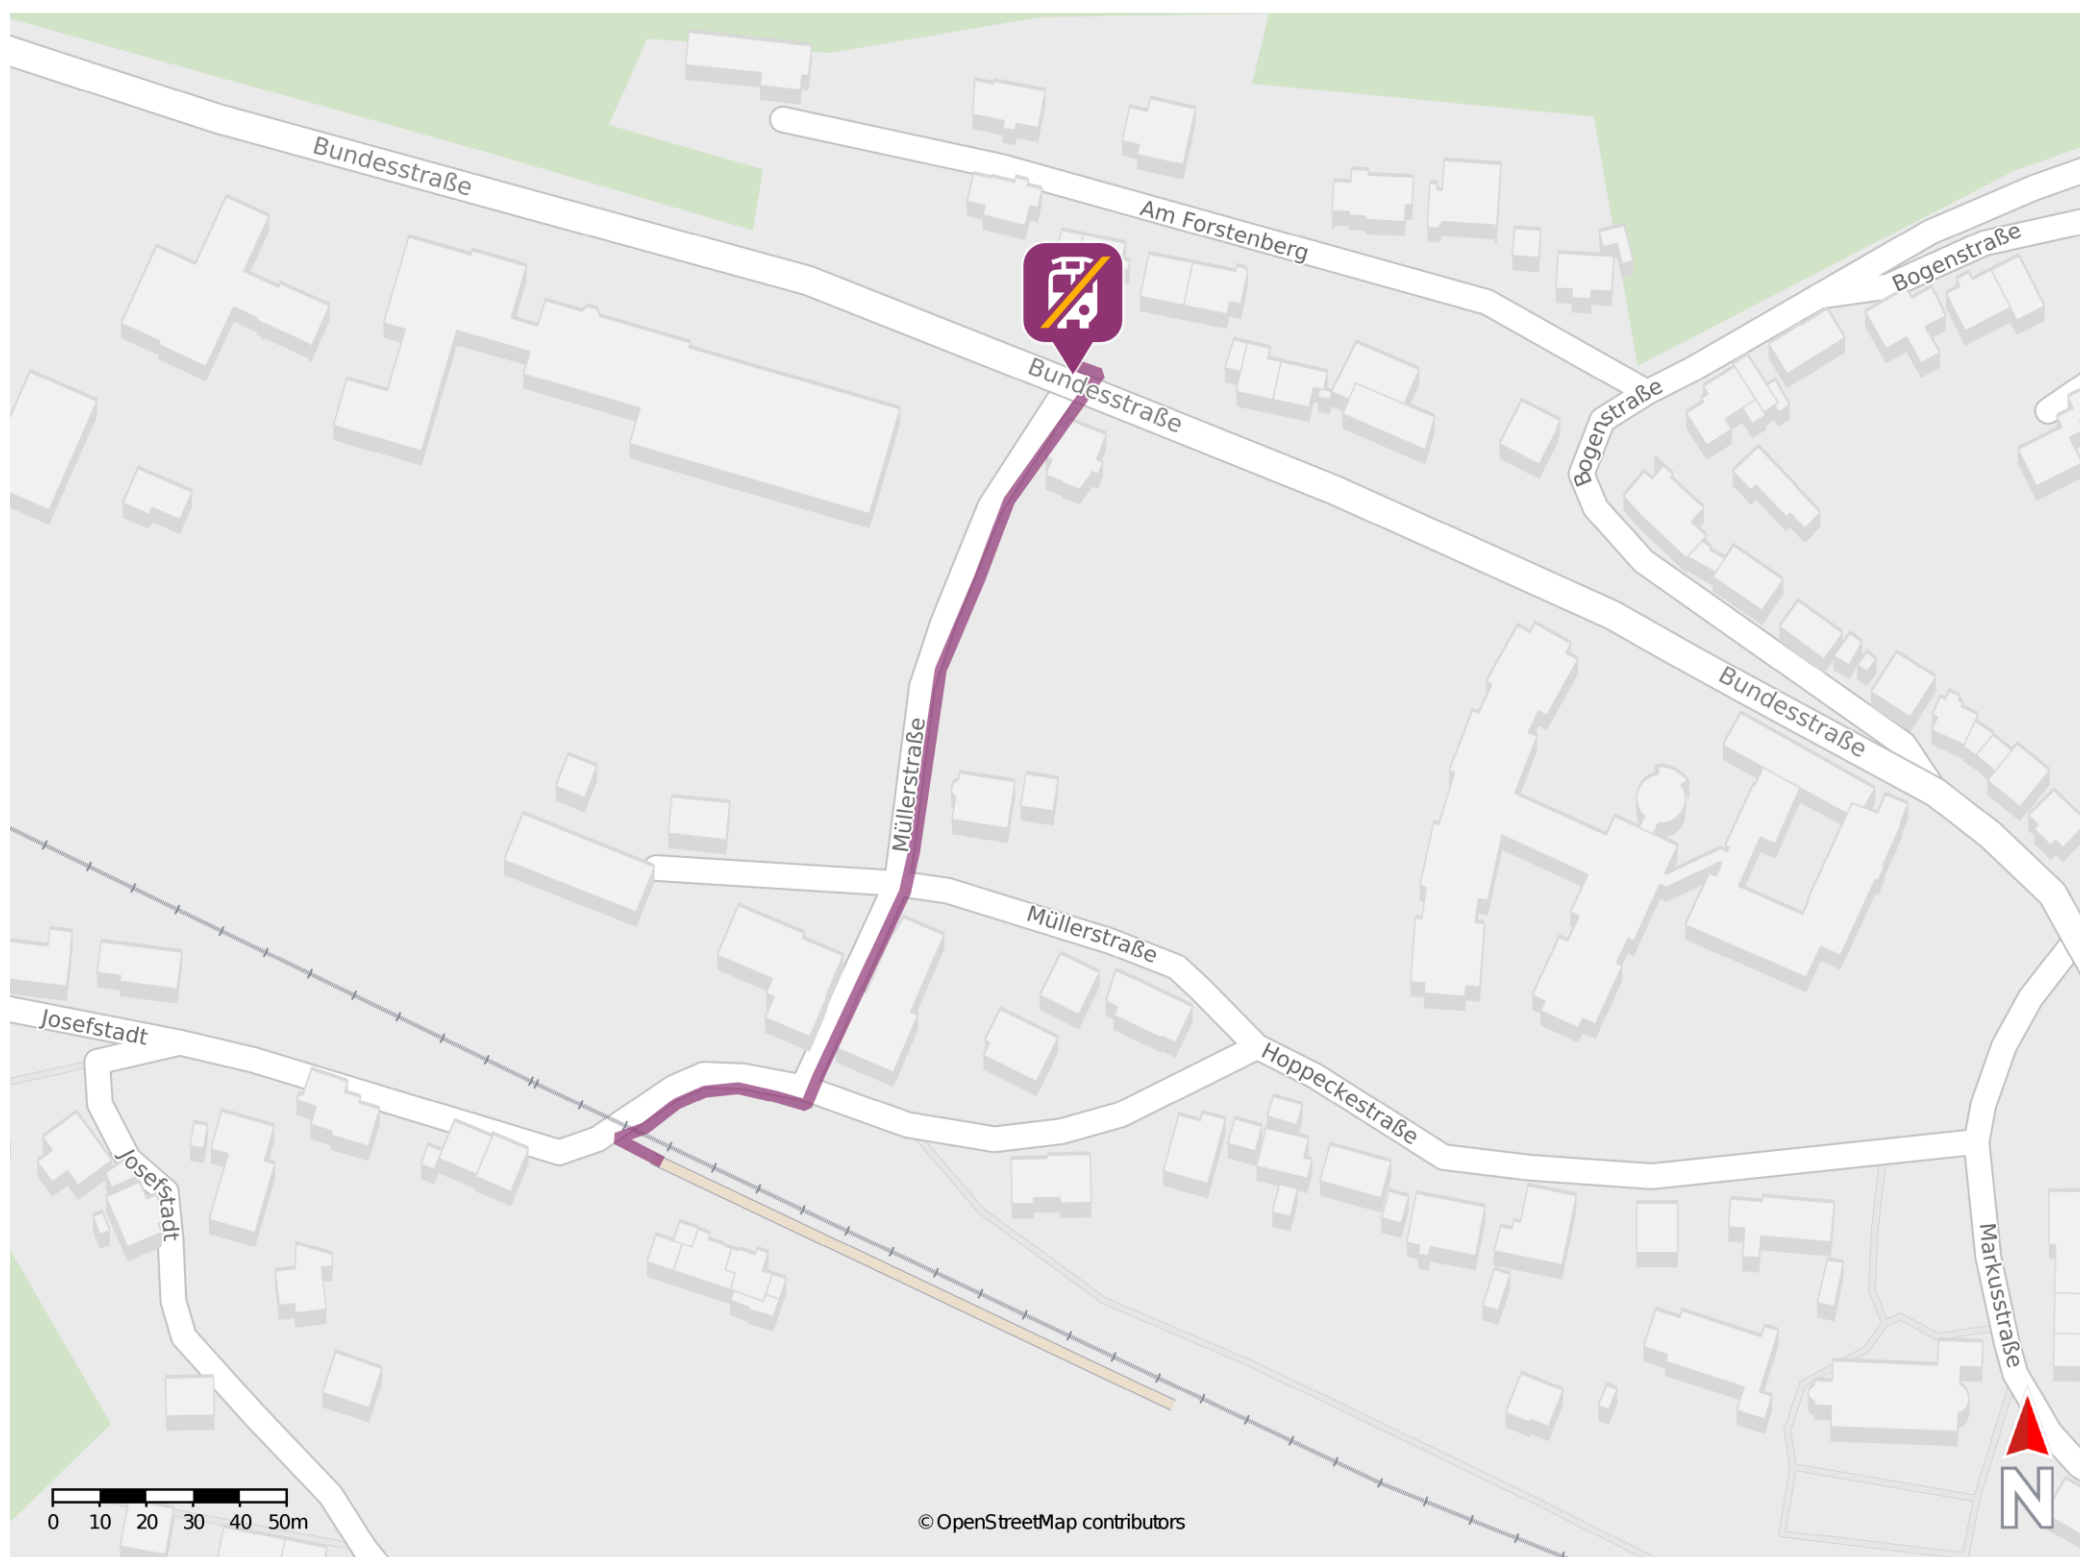 Bundesstraße
Am Forstenberg
Bogenstraße
Bundesstraße
Bogenstraße
Bundesstraße
Müllerstraße
Müllerstraße
Josefstadt
Hoppeckestraße
Josefstadt
Markusstraße
N
0 10 20 30 40 50m
© OpenStreetMap contributors